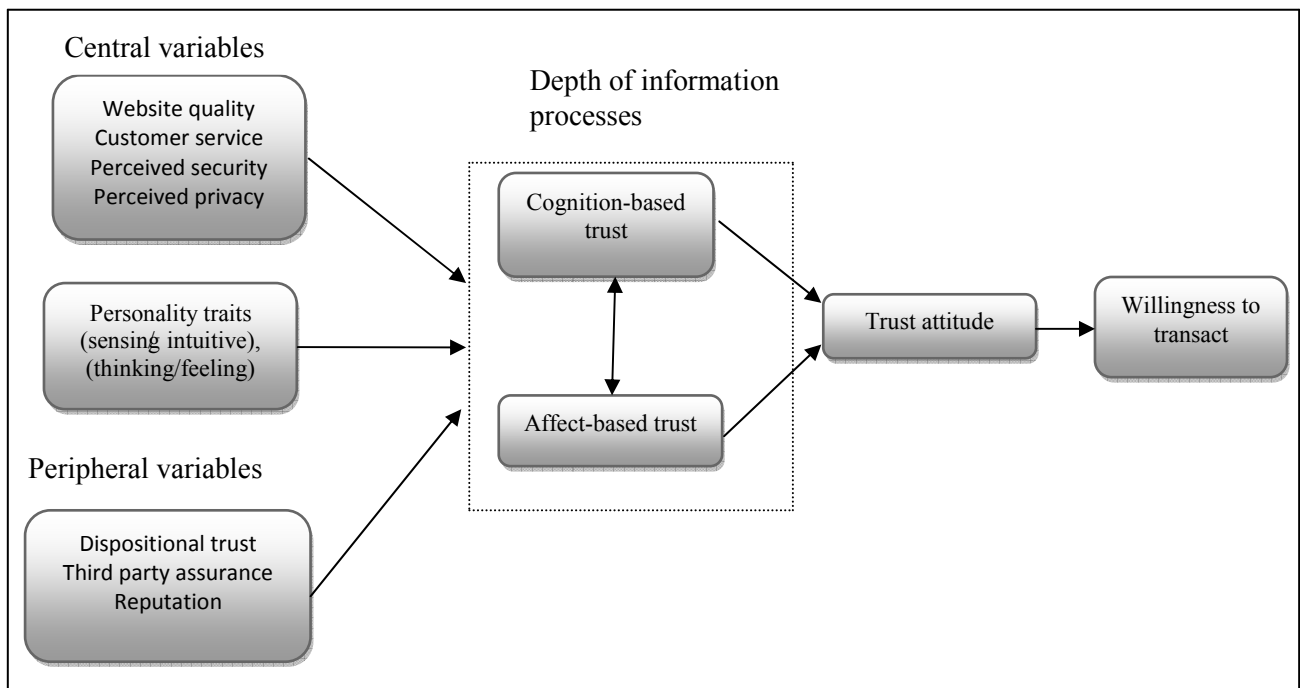 Central variables
Website quality
Customer service
Perceived security
Perceived privacy
Personality traits
(sensing/ intuitive),
(thinking/feeling)
Peripheral variables
Dispositional trust
Third party assurance
Reputation
Depth of information
processes
Cognition-based
trust
Affect-based trust
Trust attitude
Willingness to
transact